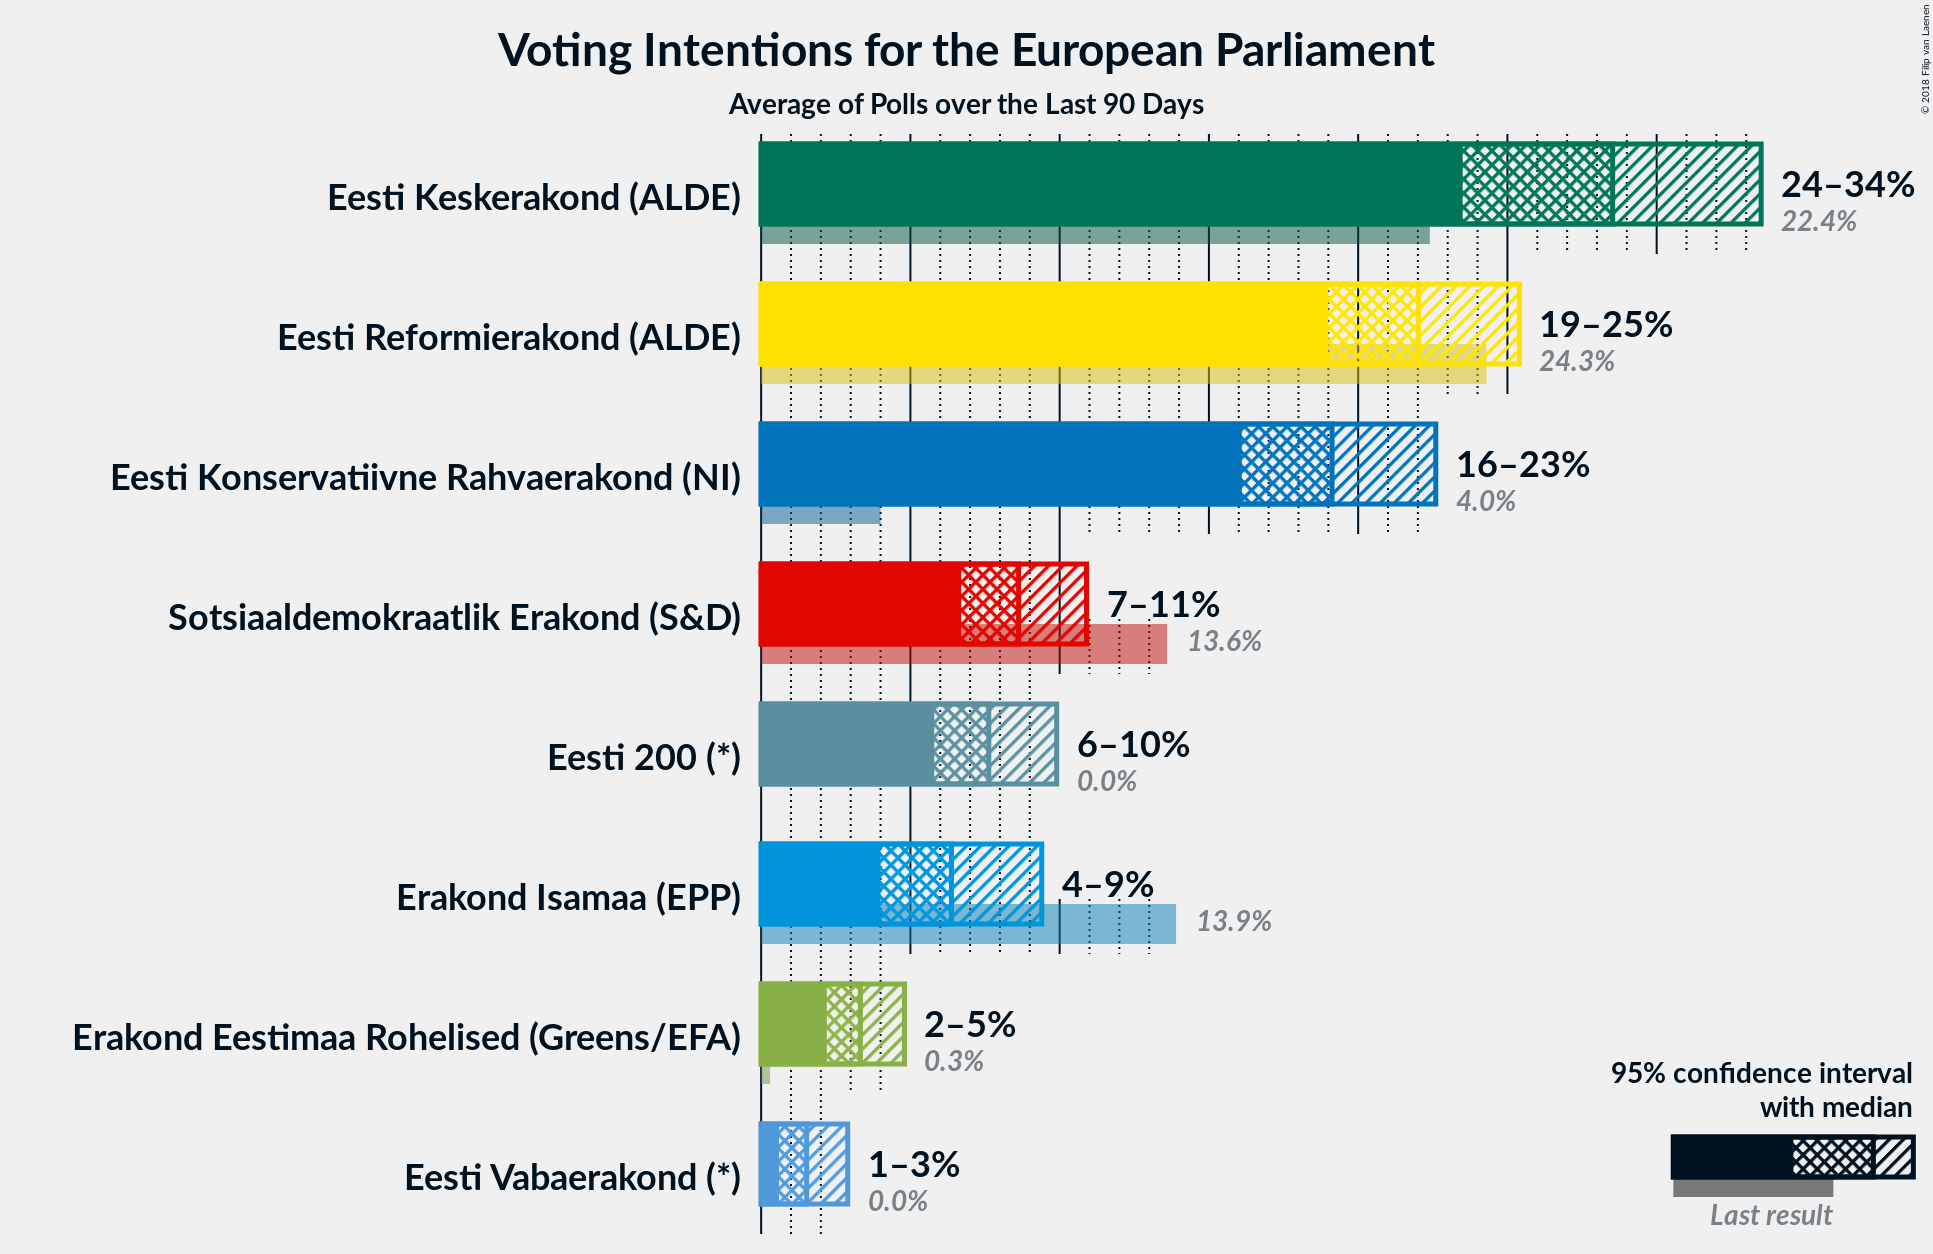 Voting Intentions for the European Parliament
Average of Polls over the Last 90 Days
© 2018 Filip van Laenen
Eesti Keskerakond (ALDE)
24–34%
22.4%
Eesti Reformierakond (ALDE)
19–25%
24.3%
Eesti Konservatiivne Rahvaerakond (NI)
16–23%
4.0%
Sotsiaaldemokraatlik Erakond (S&D)
7–11%
13.6%
Eesti 200 (*)
6–10%
0.0%
Erakond Isamaa (EPP)
4–9%
13.9%
Erakond Eestimaa Rohelised (Greens/EFA)
2–5%
0.3%
Eesti Vabaerakond (*)
1–3%
0.0%
95% confidence interval
with median
Last result